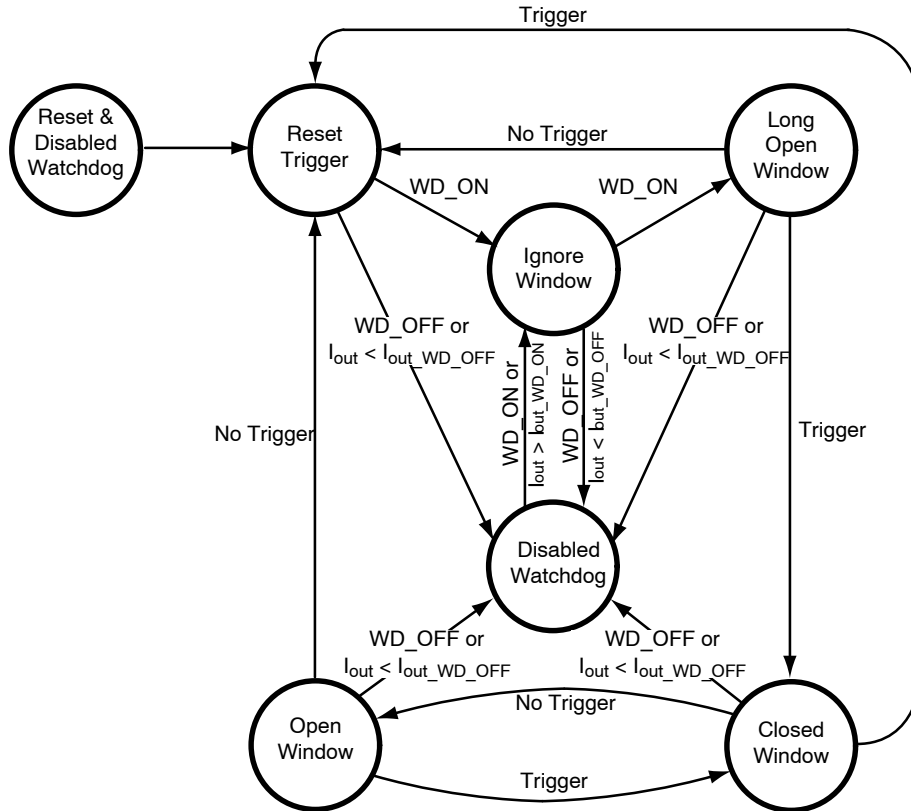 Trigger
Reset &
Disabled
Watchdog
Reset
Trigger
No Trigger
Long
Open
Window
WD_ON
WD_ON
Ignore
Window
WD_OFF or
Iout < Iout_WD_OFF
WD_ON or
Iout > Iout_WD_ON
WD_OFF or
Iout < Iout_WD_OFF
WD_OFF or
Iout < Iout_WD_OFF
No Trigger
Trigger
Disabled
Watchdog
WD_OFF or
Iout < Iout_WD_OFF
WD_OFF or
Iout < Iout_WD_OFF
No Trigger
Open
Window
Closed
Window
Trigger